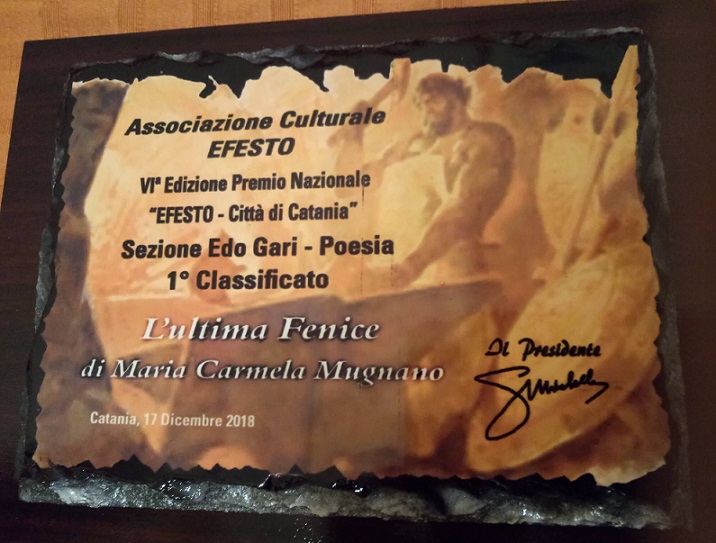 Associazione Culturale
EFESTO
VIª Edizione Premio Nazionale
"EFESTO - Città di Catania"
Sezione Edo Gari - Poesia
1° Classificato
L'ultima Fenice
di Maria Carmela Mugnano
Il Presidente
Catania, 17 Dicembre 2018